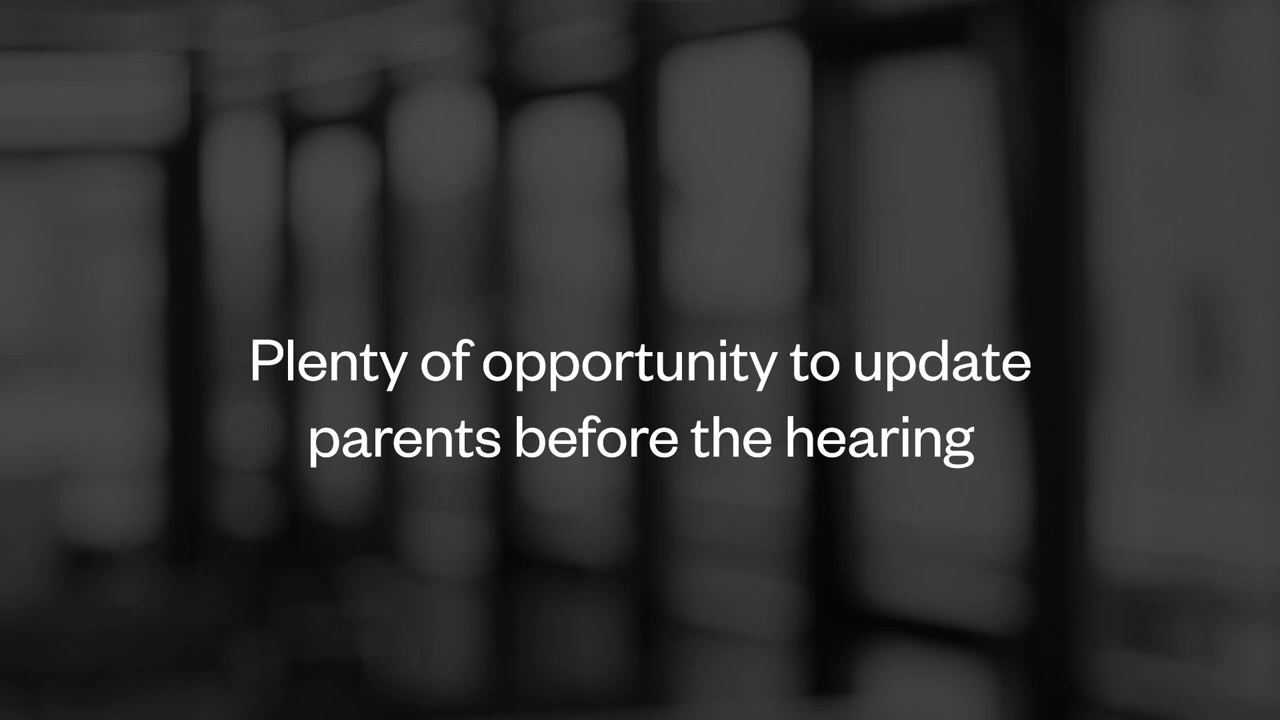 Plenty of opportunity to update
parents before the hearing